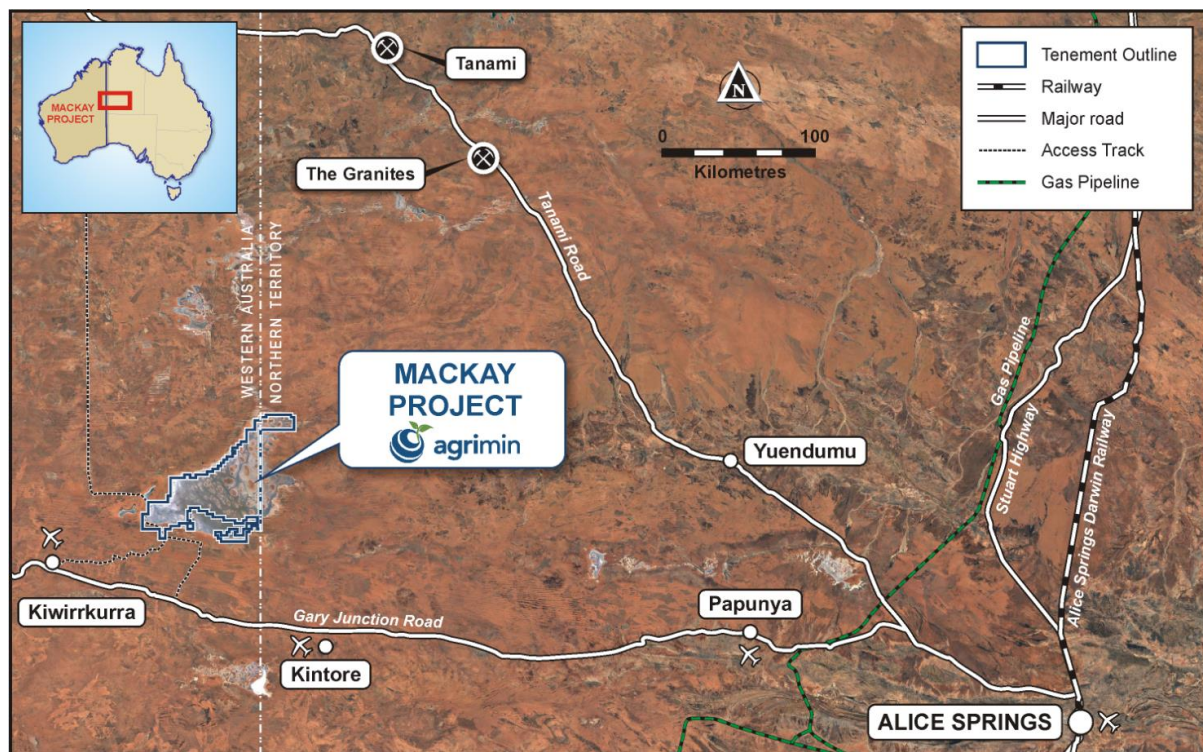 MACKAY
PROJECT
Tanami
The Granites
N
0 100
Kilometres
Tenement Outline
Railway
Major road
Access Track
Gas Pipeline
Tanami Road
WESTERN AUSTRALIA
NORTHERN TERRITORY
MACKAY
PROJECT
agrimin
Yuendumu
Gas Pipeline
Stuart Highway
Alice Springs Darwin Railway
Kiwirrkurra
Gary Junction Road
Kintore
Papunya
ALICE SPRINGS